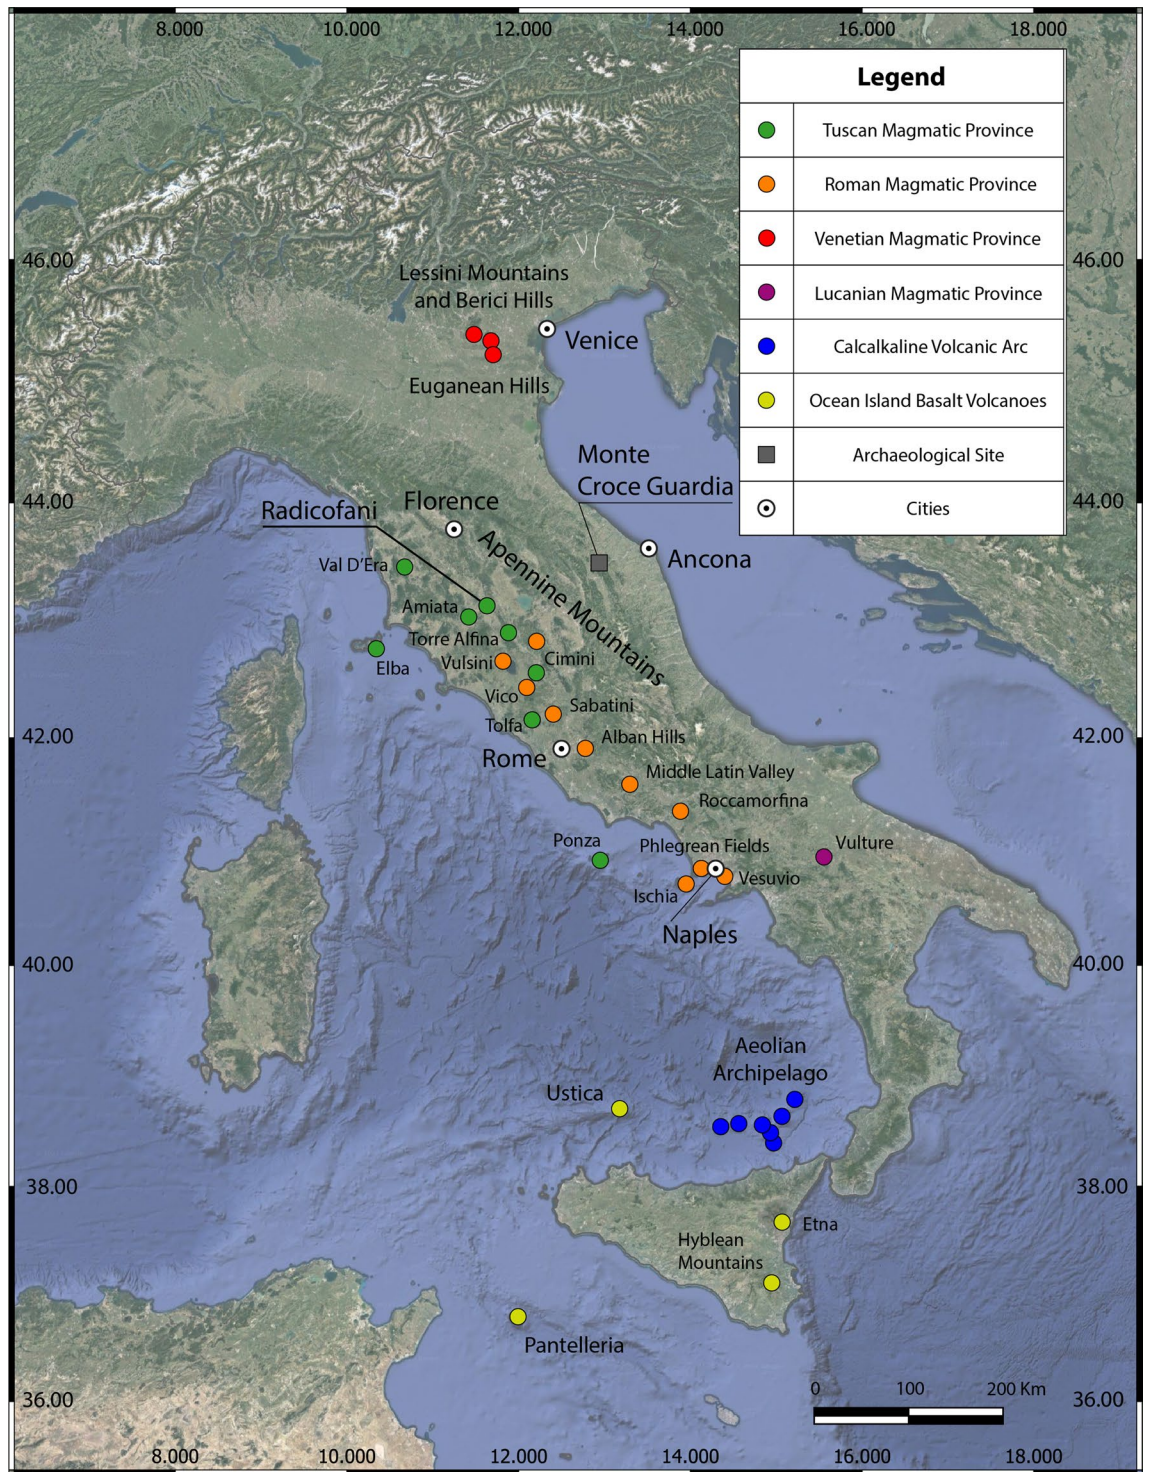 8.000 10.000 12.000 14.000 16.000 18.000
Legend
Tuscan Magmatic Province
Roman Magmatic Province
Venetian Magmatic Province
Lucanian Magmatic Province
Calcalkaline Volcanic Arc
Ocean Island Basalt Volcanoes
Archaeological Site
Cities
46.00 46.00
Lessini Mountains
and Berici Hills
Venice
Euganean Hills
Monte
Croce Guardia
44.00 44.00
Florence
Radicofani
Apennine Mountains
Ancona
Val D'Era
Amiata
Torre Alfina
Elba
Vulsini
Cimini
Vico
Sabatini
Tolfa
42.00 42.00
Alban Hills
Rome
Middle Latin Valley
Roccamorfina
Ponza
Phlegrean Fields
Vulture
Vesuvio
Ischia
Naples
40.00 40.00
Aeolian
Archipelago
Ustica
38.00 38.00
Etna
Hyblean
Mountains
Pantelleria
0 100 200 Km
36.00 36.00
8.000 10.000 12.000 14.000 16.000 18.000